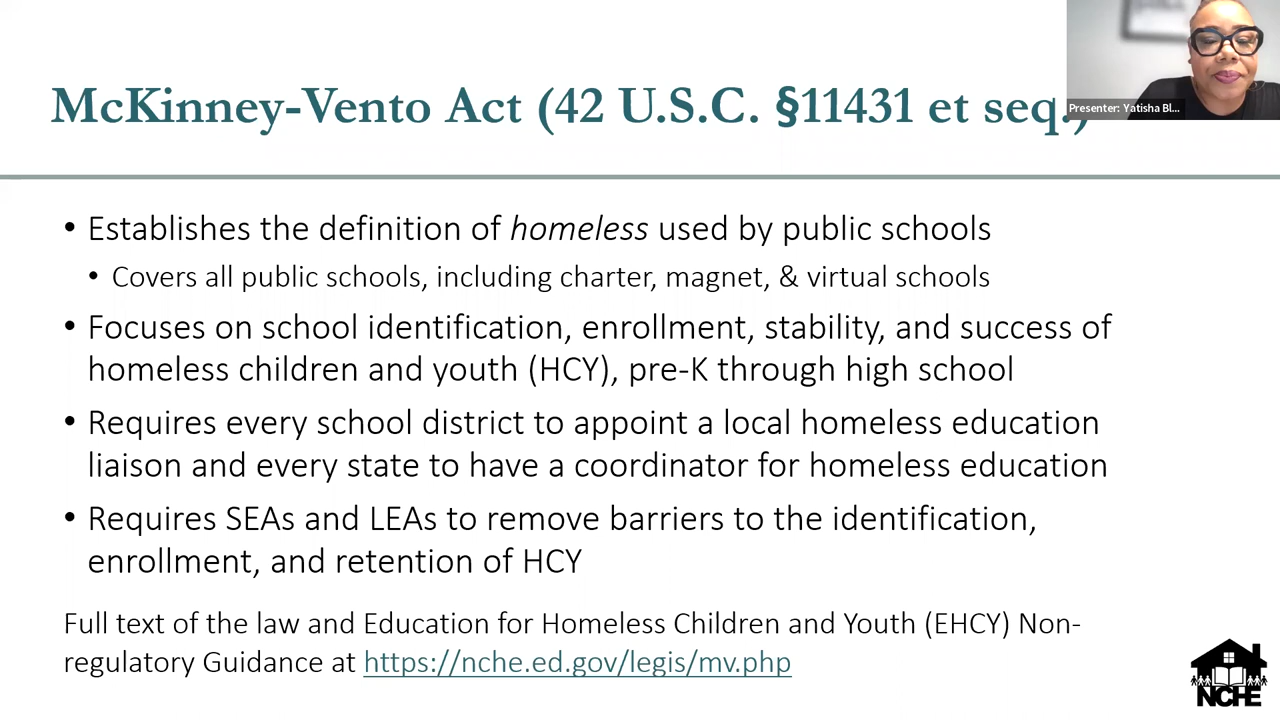 McKinney-Vento Act (42 U.S.C. §11431 et seq.)
Presenter: Yatisha Bl...
• Establishes the definition of homeless used by public schools
• Covers all public schools, including charter, magnet, & virtual schools
• Focuses on school identification, enrollment, stability, and success of
homeless children and youth (HCY), pre-K through high school
• Requires every school district to appoint a local homeless education
liaison and every state to have a coordinator for homeless education
• Requires SEAs and LEAs to remove barriers to the identification,
enrollment, and retention of HCY
Full text of the law and Education for Homeless Children and Youth (EHCY) Non-
regulatory Guidance at https://nche.ed.gov/legis/mv.php
NCHE